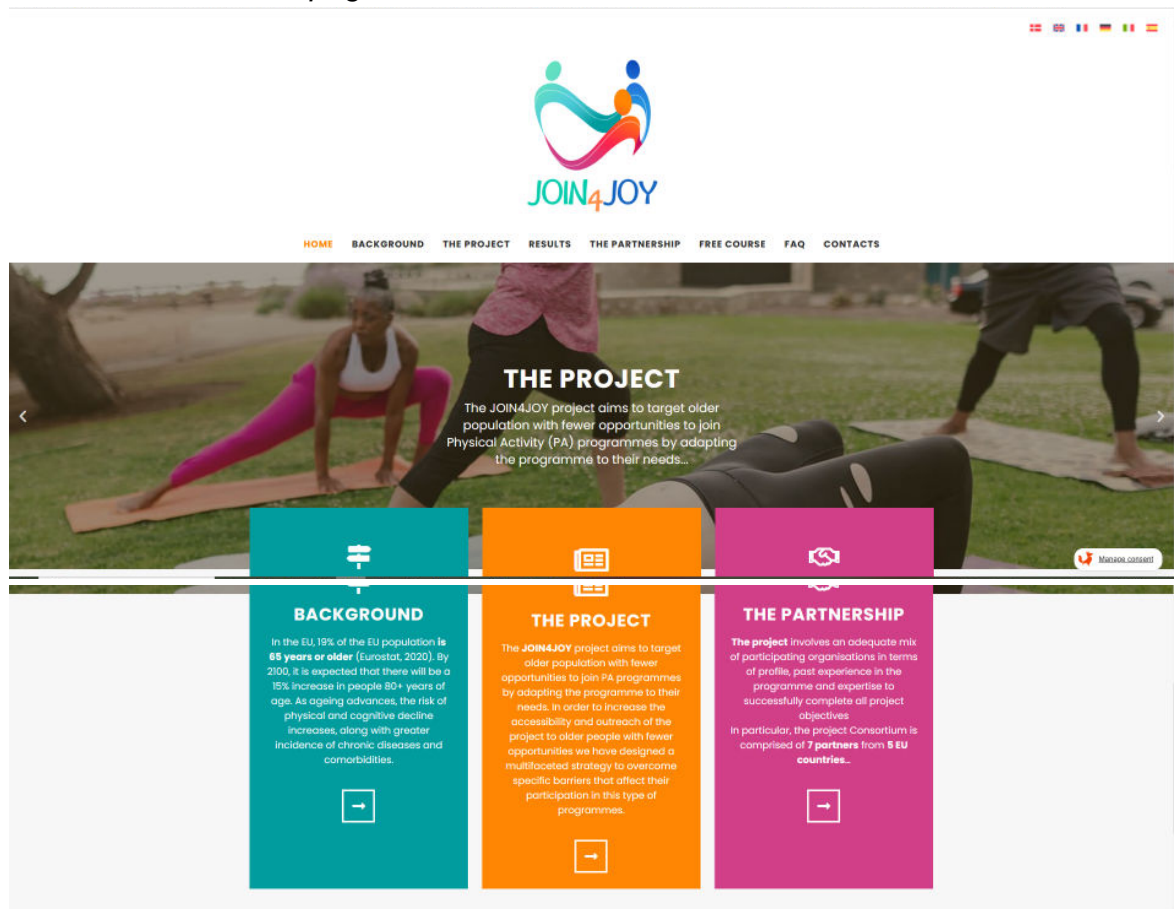 JOIN4JOY
HOME BACKGROUND THE PROJECT RESULTS THE PARTNERSHIP FREE COURSE FAQ CONTACTS
THE PROJECT
The JOIN4JOY project aims to target older
population with fewer opportunities to join
Physical Activity (PA) programmes by adapting
the programme to their needs...
Manage consent
BACKGROUND
In the EU, 19% of the EU population is
65 years or older (Eurostat, 2020). By
2100, it is expected that there will be a
15% increase in people 80+ years of
age. As ageing advances, the risk of
physical and cognitive decline
increases, along with greater
incidence of chronic diseases and
comorbidities.
THE PROJECT
The JOIN4JOY project aims to target
older population with fewer
opportunities to join PA programmes
by adapting the programme to their
needs. In order to increase the
accessibility and outreach of the
project to older people with fewer
opportunities we have designed a
multifaceted strategy to overcome
specific barriers that affect their
participation in this type of
programmes.
THE PARTNERSHIP
The project involves an adequate mix
of participating organisations in terms
of profile, past experience in the
programme and expertise to
successfully complete all project
objectives
In particular, the project Consortium is
comprised of 7 partners from 5 EU
countries...